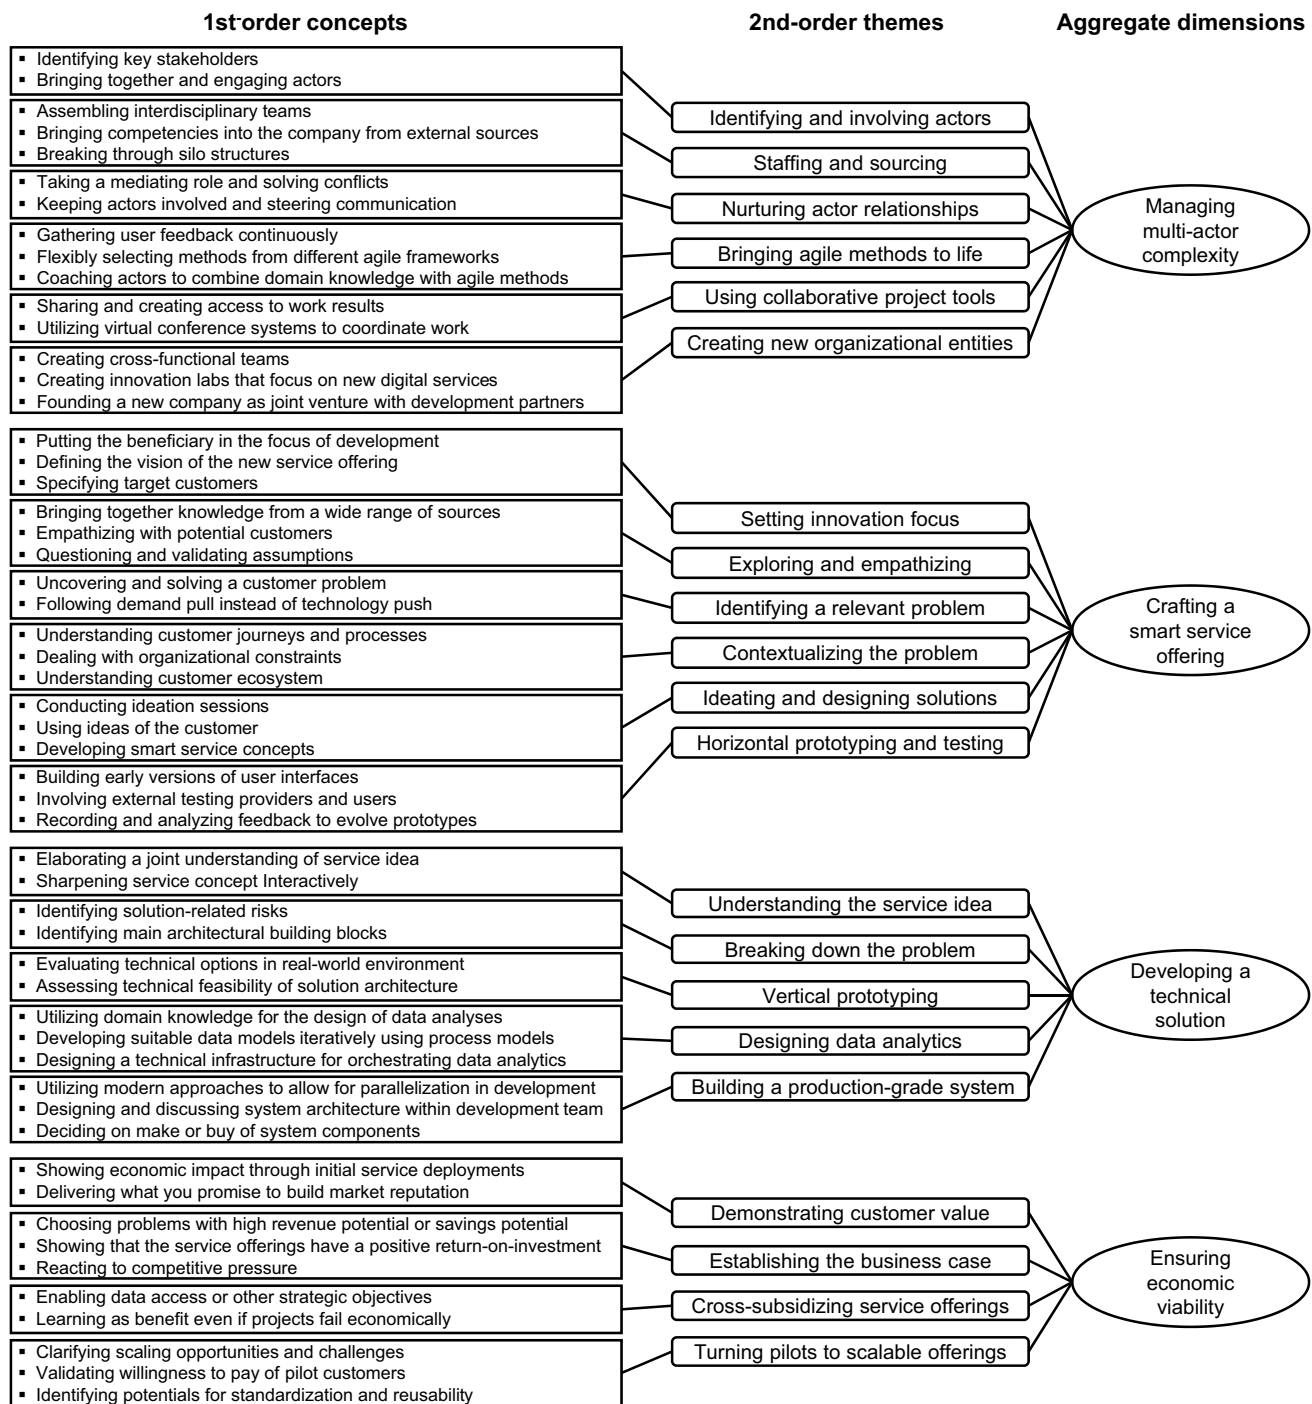 1st-order concepts
2nd-order themes
Aggregate dimensions
▪ Identifying key stakeholders
▪ Bringing together and engaging actors
▪ Assembling interdisciplinary teams
▪ Bringing competencies into the company from external sources
▪ Breaking through silo structures
▪ Taking a mediating role and solving conflicts
▪ Keeping actors involved and steering communication
▪ Gathering user feedback continuously
▪ Flexibly selecting methods from different agile frameworks
▪ Coaching actors to combine domain knowledge with agile methods
▪ Sharing and creating access to work results
▪ Utilizing virtual conference systems to coordinate work
▪ Creating cross-functional teams
▪ Creating innovation labs that focus on new digital services
▪ Founding a new company as joint venture with development partners
Identifying and involving actors
Staffing and sourcing
Nurturing actor relationships
Bringing agile methods to life
Using collaborative project tools
Creating new organizational entities
Managing
multi-actor
complexity
▪ Putting the beneficiary in the focus of development
▪ Defining the vision of the new service offering
▪ Specifying target customers
▪ Bringing together knowledge from a wide range of sources
▪ Empathizing with potential customers
▪ Questioning and validating assumptions
▪ Uncovering and solving a customer problem
▪ Following demand pull instead of technology push
▪ Understanding customer journeys and processes
▪ Dealing with organizational constraints
▪ Understanding customer ecosystem
▪ Conducting ideation sessions
▪ Using ideas of the customer
▪ Developing smart service concepts
▪ Building early versions of user interfaces
▪ Involving external testing providers and users
▪ Recording and analyzing feedback to evolve prototypes
Setting innovation focus
Exploring and empathizing
Identifying a relevant problem
Contextualizing the problem
Ideating and designing solutions
Horizontal prototyping and testing
Crafting a
smart service
offering
▪ Elaborating a joint understanding of service idea
▪ Sharpening service concept Interactively
▪ Identifying solution-related risks
▪ Identifying main architectural building blocks
▪ Evaluating technical options in real-world environment
▪ Assessing technical feasibility of solution architecture
▪ Utilizing domain knowledge for the design of data analyses
▪ Developing suitable data models iteratively using process models
▪ Designing a technical infrastructure for orchestrating data analytics
▪ Utilizing modern approaches to allow for parallelization in development
▪ Designing and discussing system architecture within development team
▪ Deciding on make or buy of system components
Understanding the service idea
Breaking down the problem
Vertical prototyping
Designing data analytics
Building a production-grade system
Developing a
technical
solution
▪ Showing economic impact through initial service deployments
▪ Delivering what you promise to build market reputation
▪ Choosing problems with high revenue potential or savings potential
▪ Showing that the service offerings have a positive return-on-investment
▪ Reacting to competitive pressure
▪ Enabling data access or other strategic objectives
▪ Learning as benefit even if projects fail economically
▪ Clarifying scaling opportunities and challenges
▪ Validating willingness to pay of pilot customers
▪ Identifying potentials for standardization and reusability
Demonstrating customer value
Establishing the business case
Cross-subsidizing service offerings
Turning pilots to scalable offerings
Ensuring
economic
viability